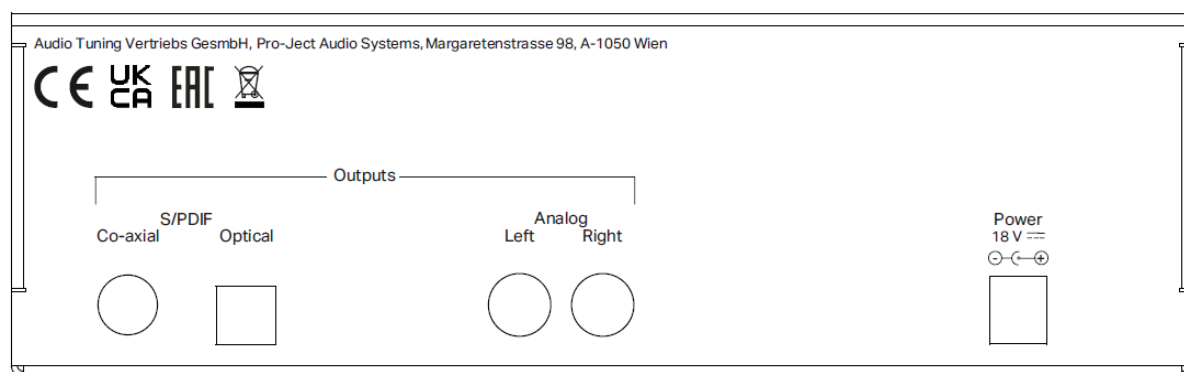 Audio Tuning Vertriebs GesmbH, Pro-Ject Audio Systems, Margaretenstrasse 98, A-1050 Wien
CE UK CA EAC
Outputs
S/PDIF Analog Power
Co-axial Optical Left Right 18 V
- +